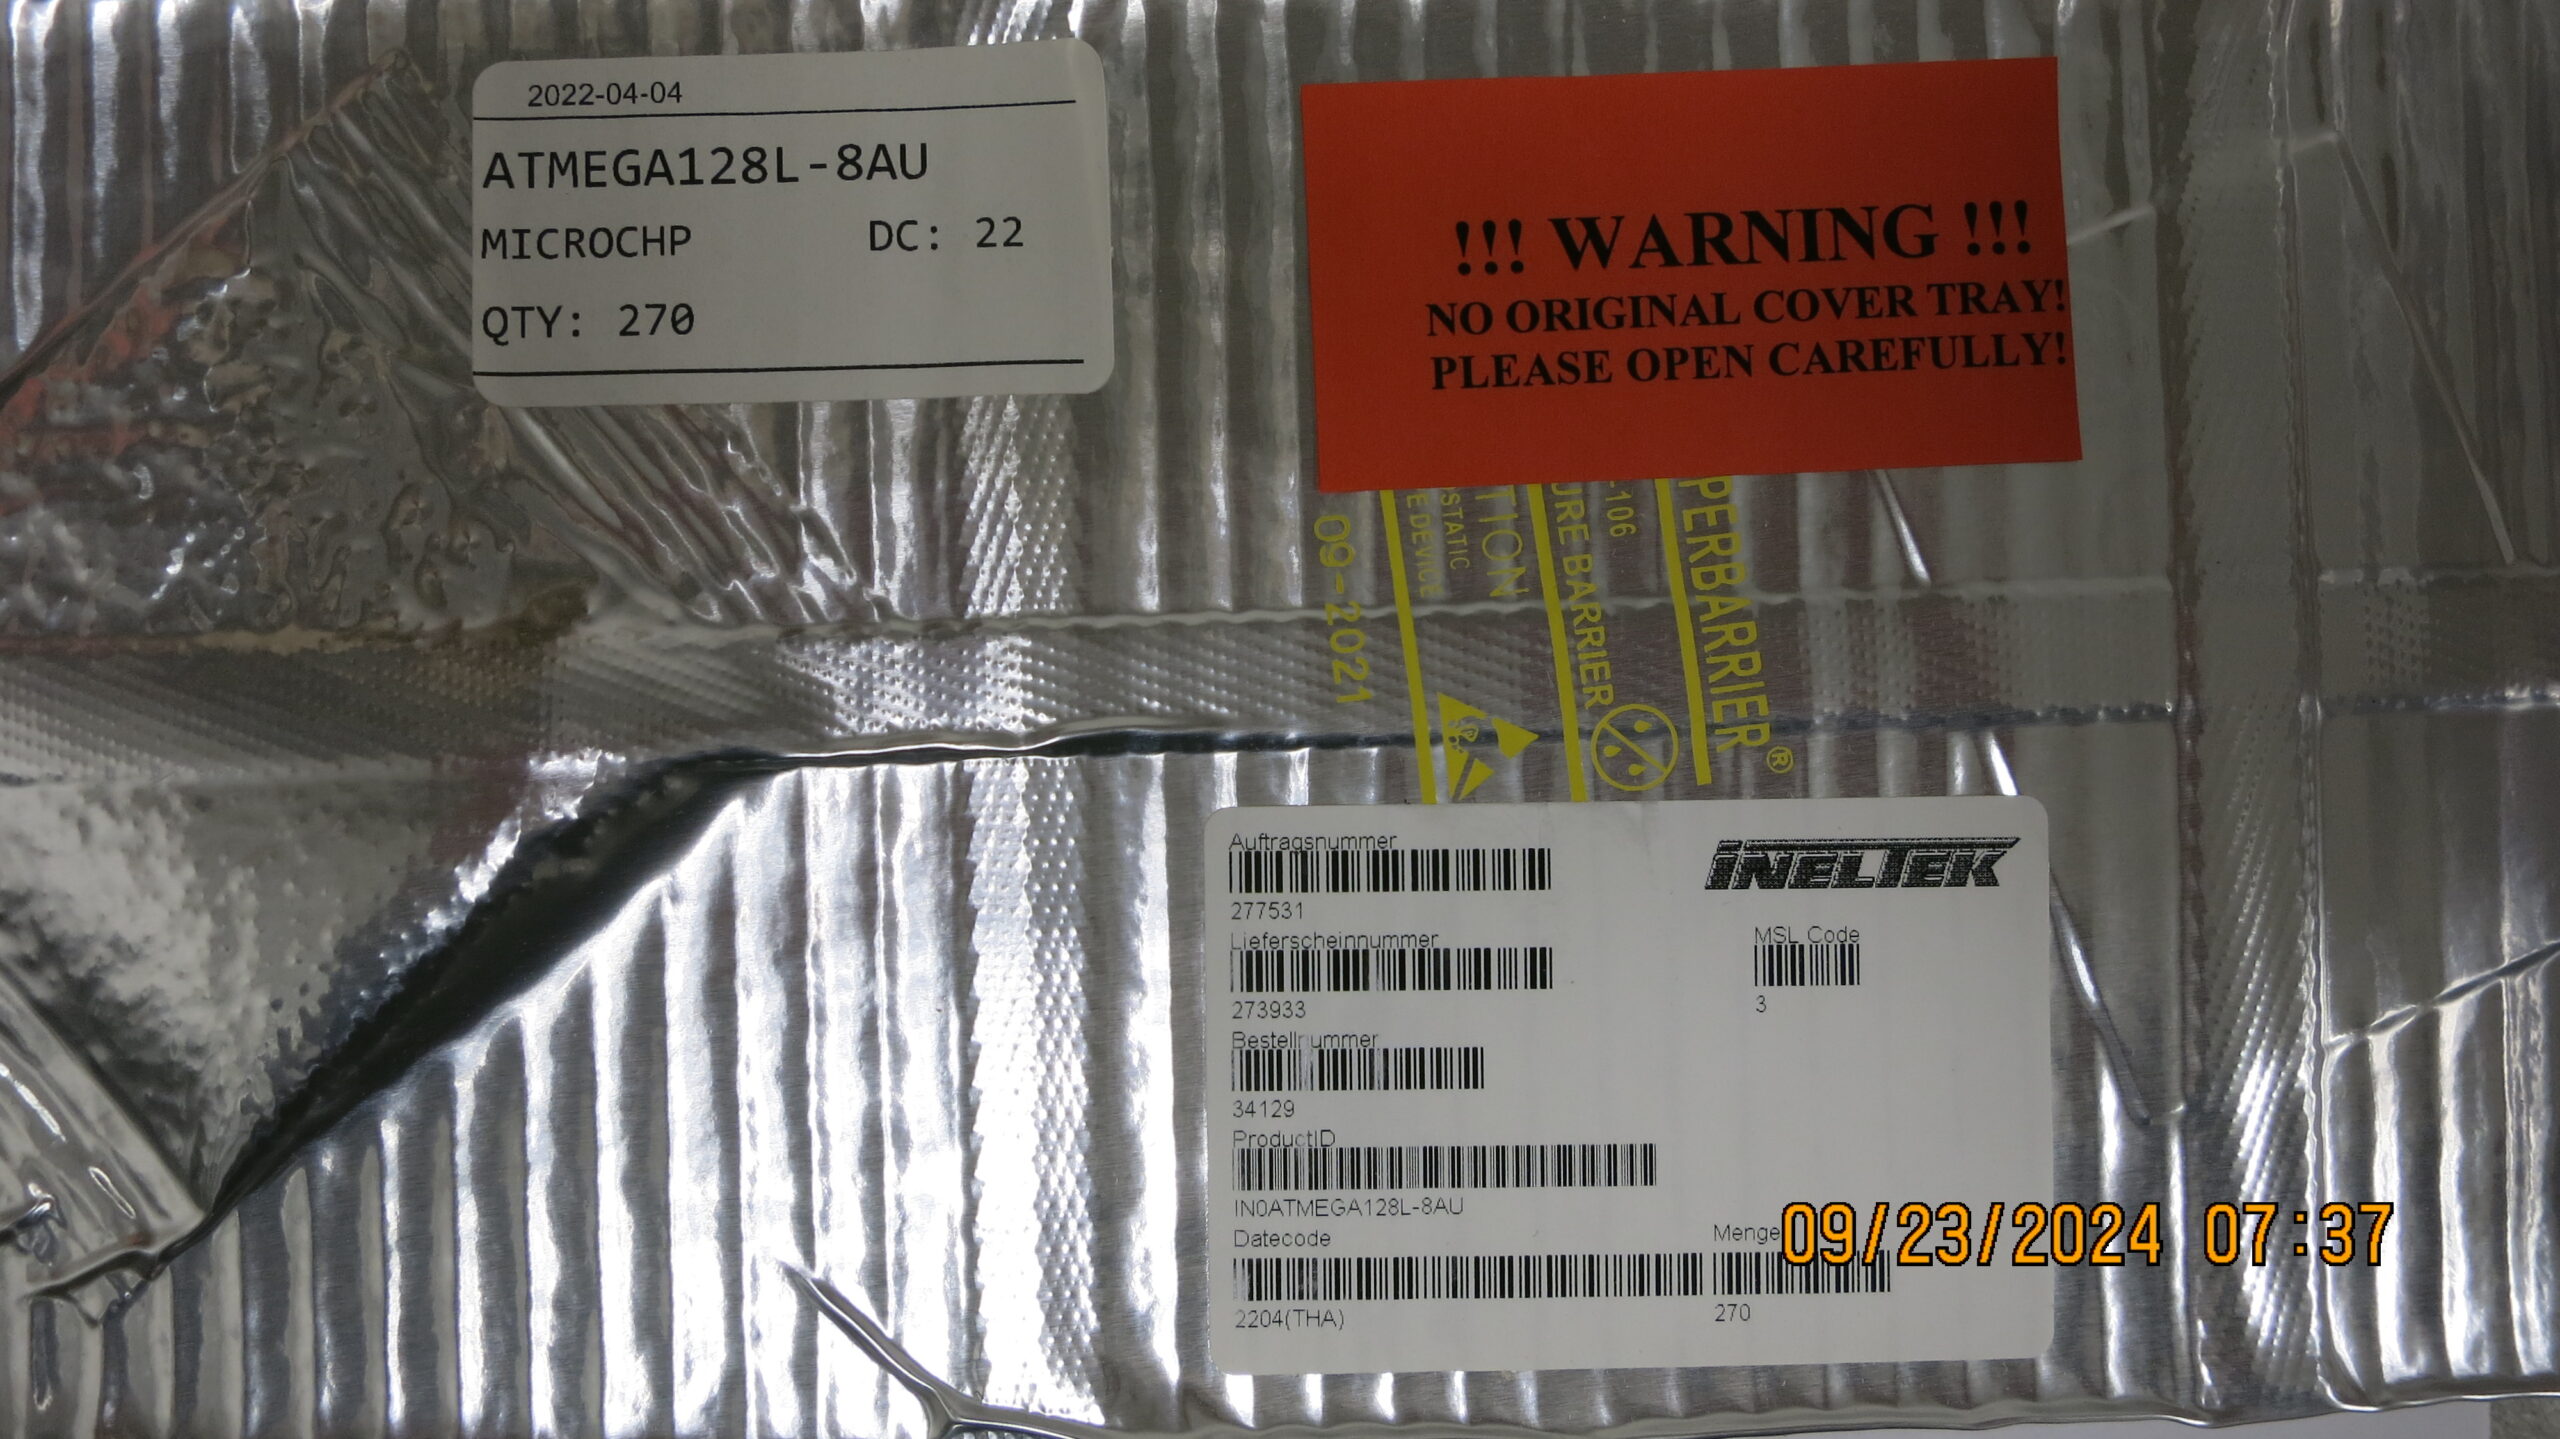 2022-04-04
ATMEGA128L-8AU
MICROCHP DC: 22
QTY: 270
!!! WARNING !!!
NO ORIGINAL COVER TRAY!
PLEASE OPEN CAREFULLY!
PERBARRIER®
-106
URE BARRIER
TION
STATIC
E DEVICE
09-2021
INELTEK
Auftragsnummer
277531
Lieferscheinnummer
273933
MSL Code
3
Bestellnummer
34129
ProductID
IN0ATMEGA128L-8AU
Datecode
2204(THA)
Menge
270
09/23/2024 07:37